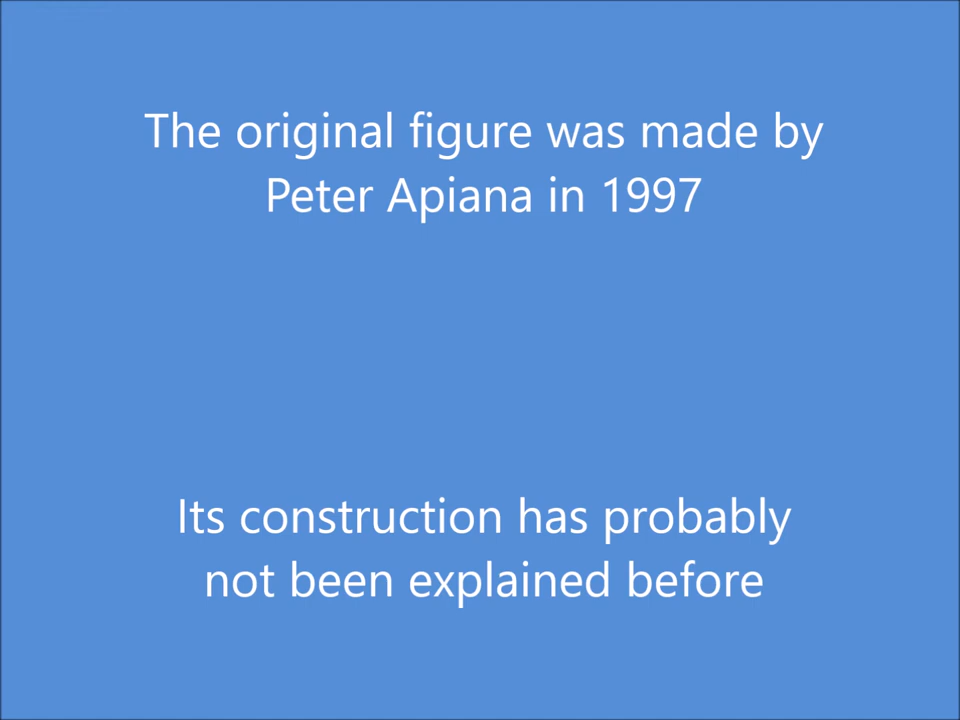 The original figure was made by
Peter Apiana in 1997
Its construction has probably
not been explained before